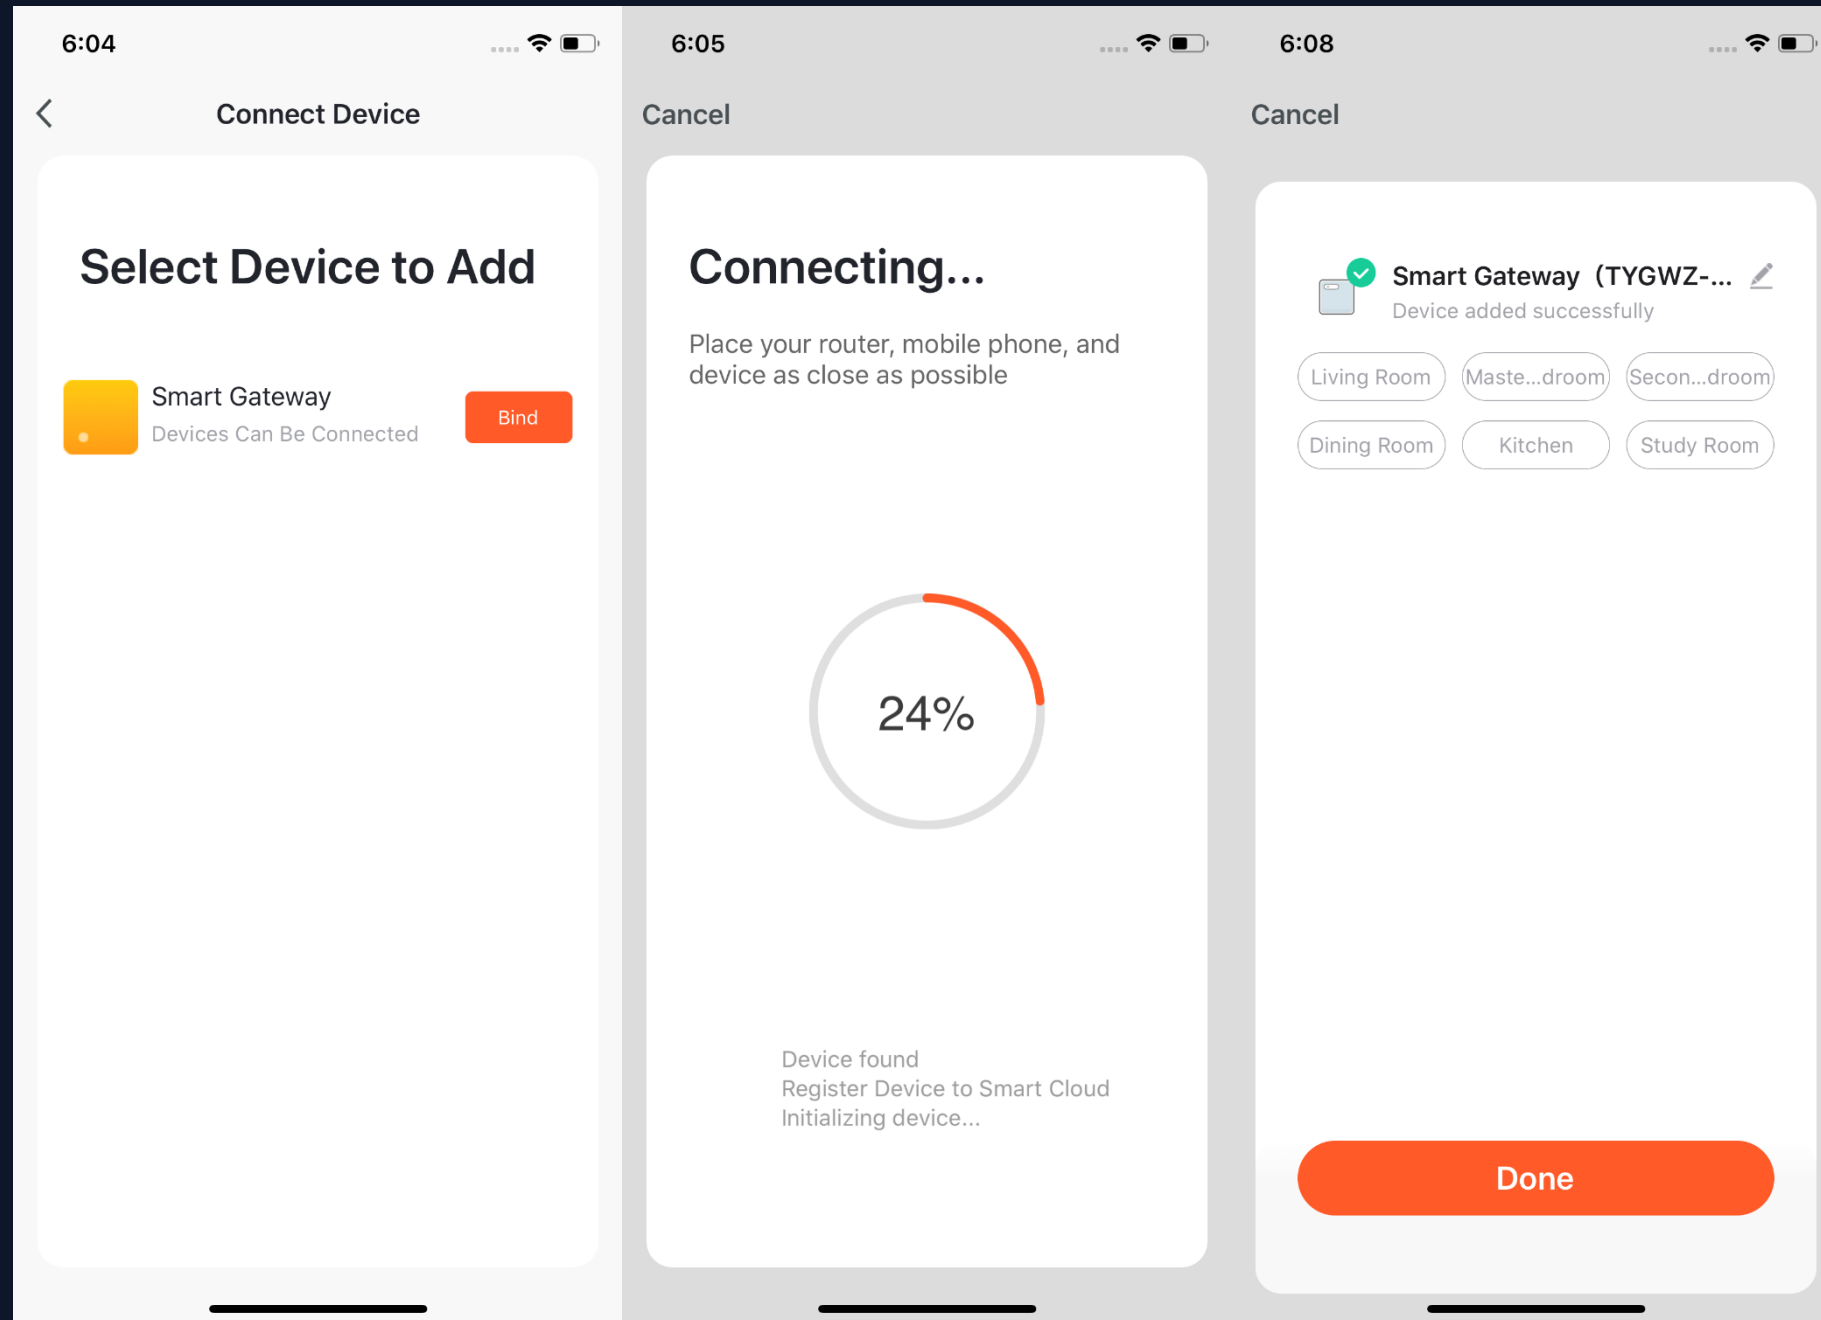 6:04
Connect Device
Select Device to Add
Smart Gateway
Devices Can Be Connected
Bind
6:05
Cancel
Connecting...
Place your router, mobile phone, and
device as close as possible
24%
Device found
Register Device to Smart Cloud
Initializing device...
6:08
Cancel
Smart Gateway（TYGWZ-...
Device added successfully
Living Room Maste...droom Secon...droom
Dining Room Kitchen Study Room
Done